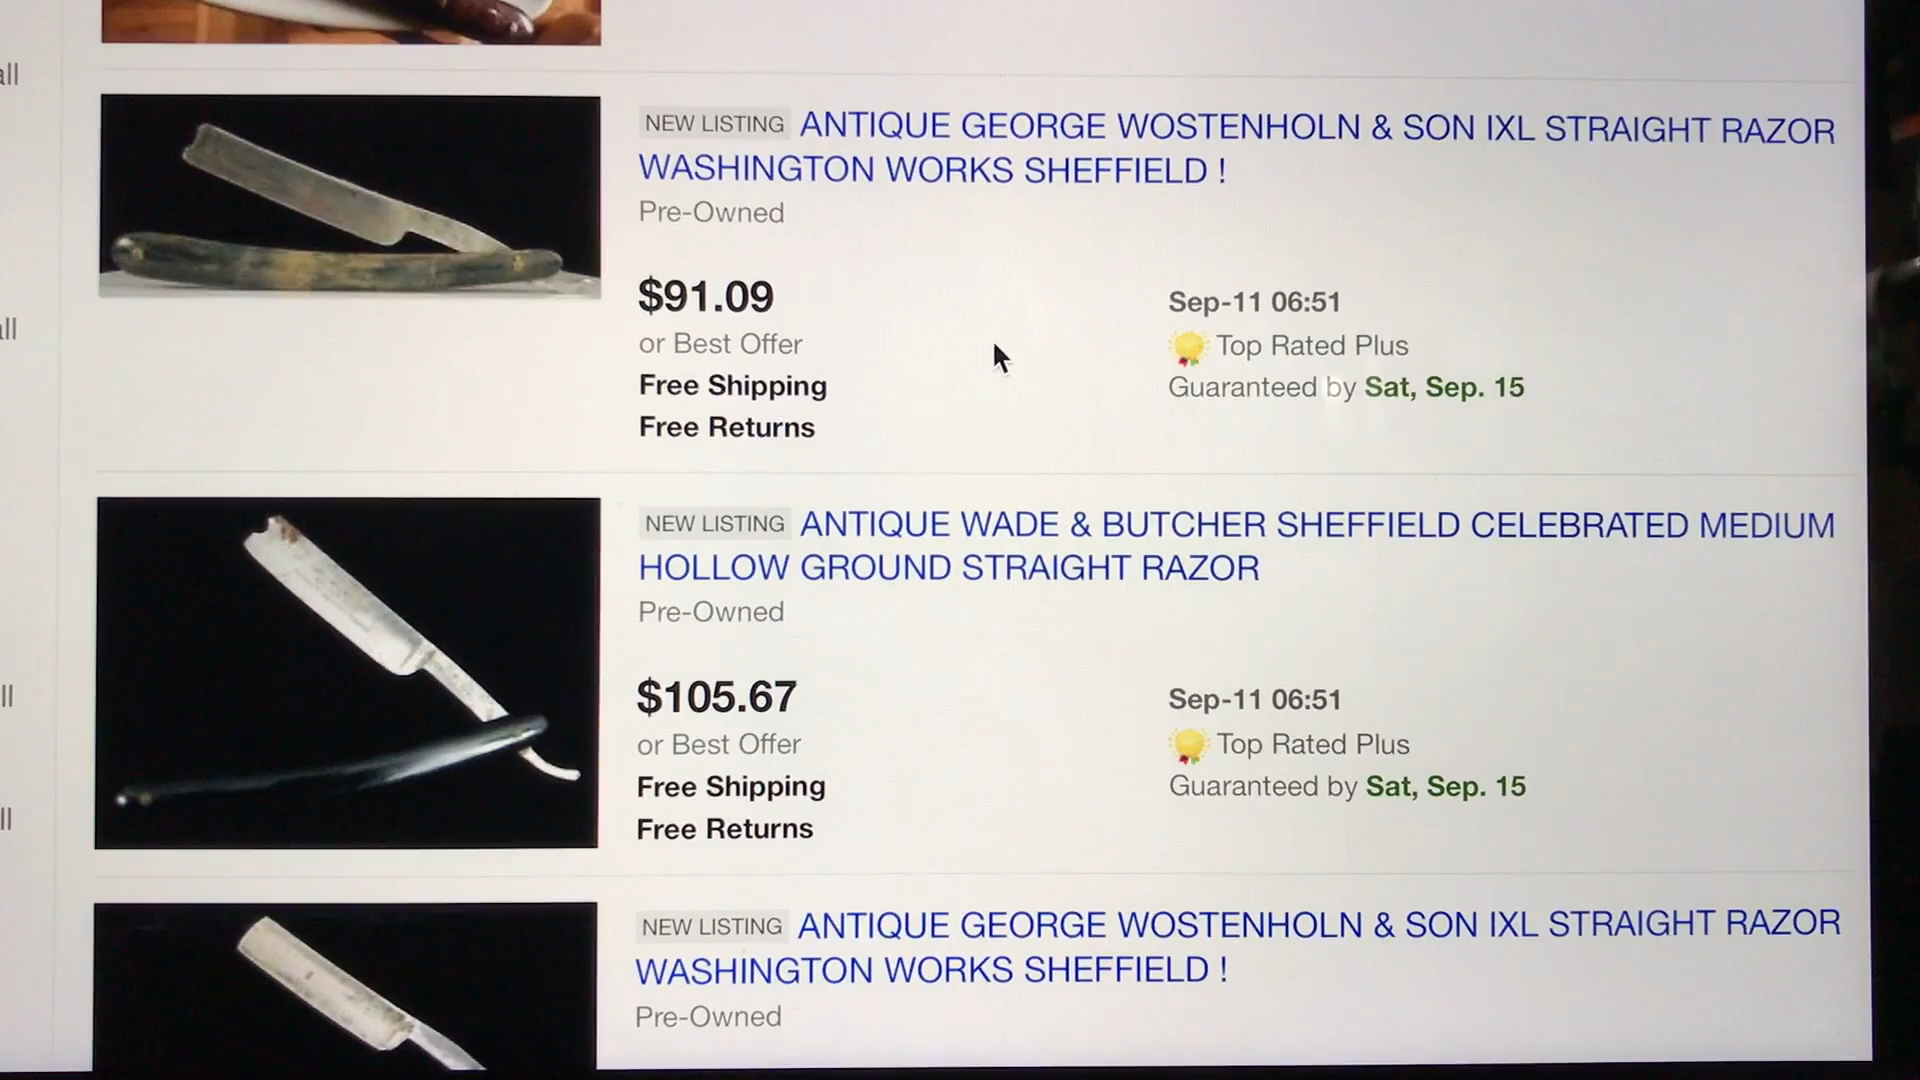 all
NEW LISTING ANTIQUE GEORGE WOSTENHOLN & SON IXL STRAIGHT RAZOR
WASHINGTON WORKS SHEFFIELD !
Pre-Owned
all
$91.09
Sep-11 06:51
or Best Offer
Top Rated Plus
Free Shipping
Guaranteed by Sat, Sep. 15
Free Returns
NEW LISTING ANTIQUE WADE & BUTCHER SHEFFIELD CELEBRATED MEDIUM
HOLLOW GROUND STRAIGHT RAZOR
Pre-Owned
$105.67
Sep-11 06:51
or Best Offer
Top Rated Plus
Free Shipping
Guaranteed by Sat, Sep. 15
Free Returns
NEW LISTING ANTIQUE GEORGE WOSTENHOLN & SON IXL STRAIGHT RAZOR
WASHINGTON WORKS SHEFFIELD !
Pre-Owned